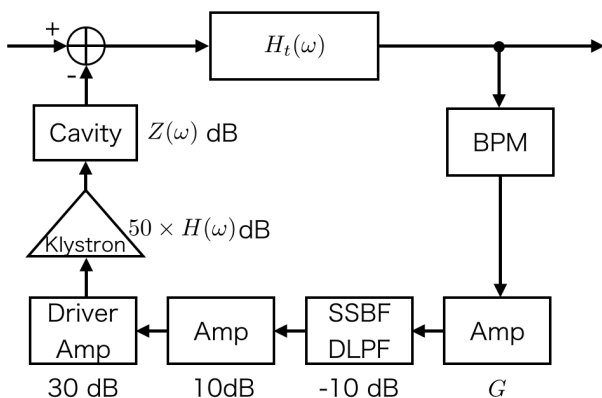 +
H_t(ω)
-
Cavity Z(ω) dB
BPM
Klystron 50 × H(ω)dB
Driver
Amp
Amp
SSBF
DLPF
Amp
30 dB 10dB -10 dB G